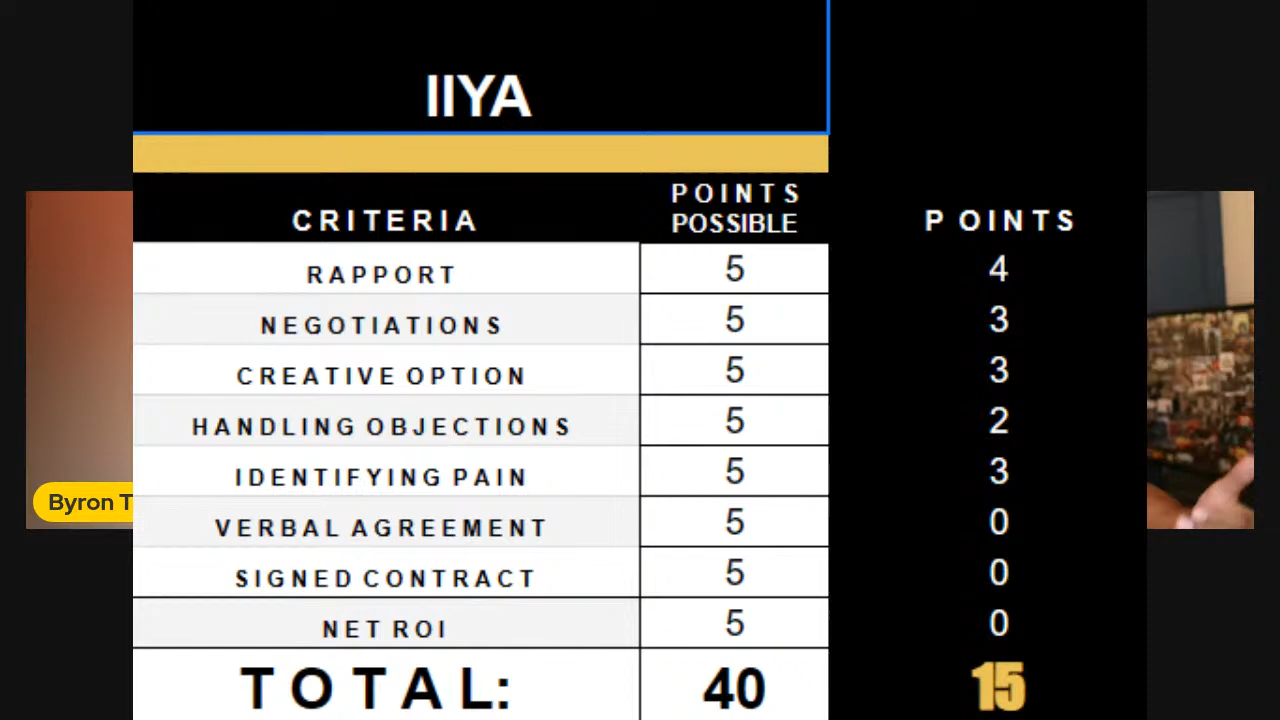 IIYA
CRITERIA
POINTS
POSSIBLE
POINTS
RAPPORT 5 4
NEGOTIATIONS 5 3
CREATIVE OPTION 5 3
HANDLING OBJECTIONS 5 2
IDENTIFYING PAIN 5 3
VERBAL AGREEMENT 5 0
SIGNED CONTRACT 5 0
NET ROI 5 0
TOTAL: 40 15
Byron T